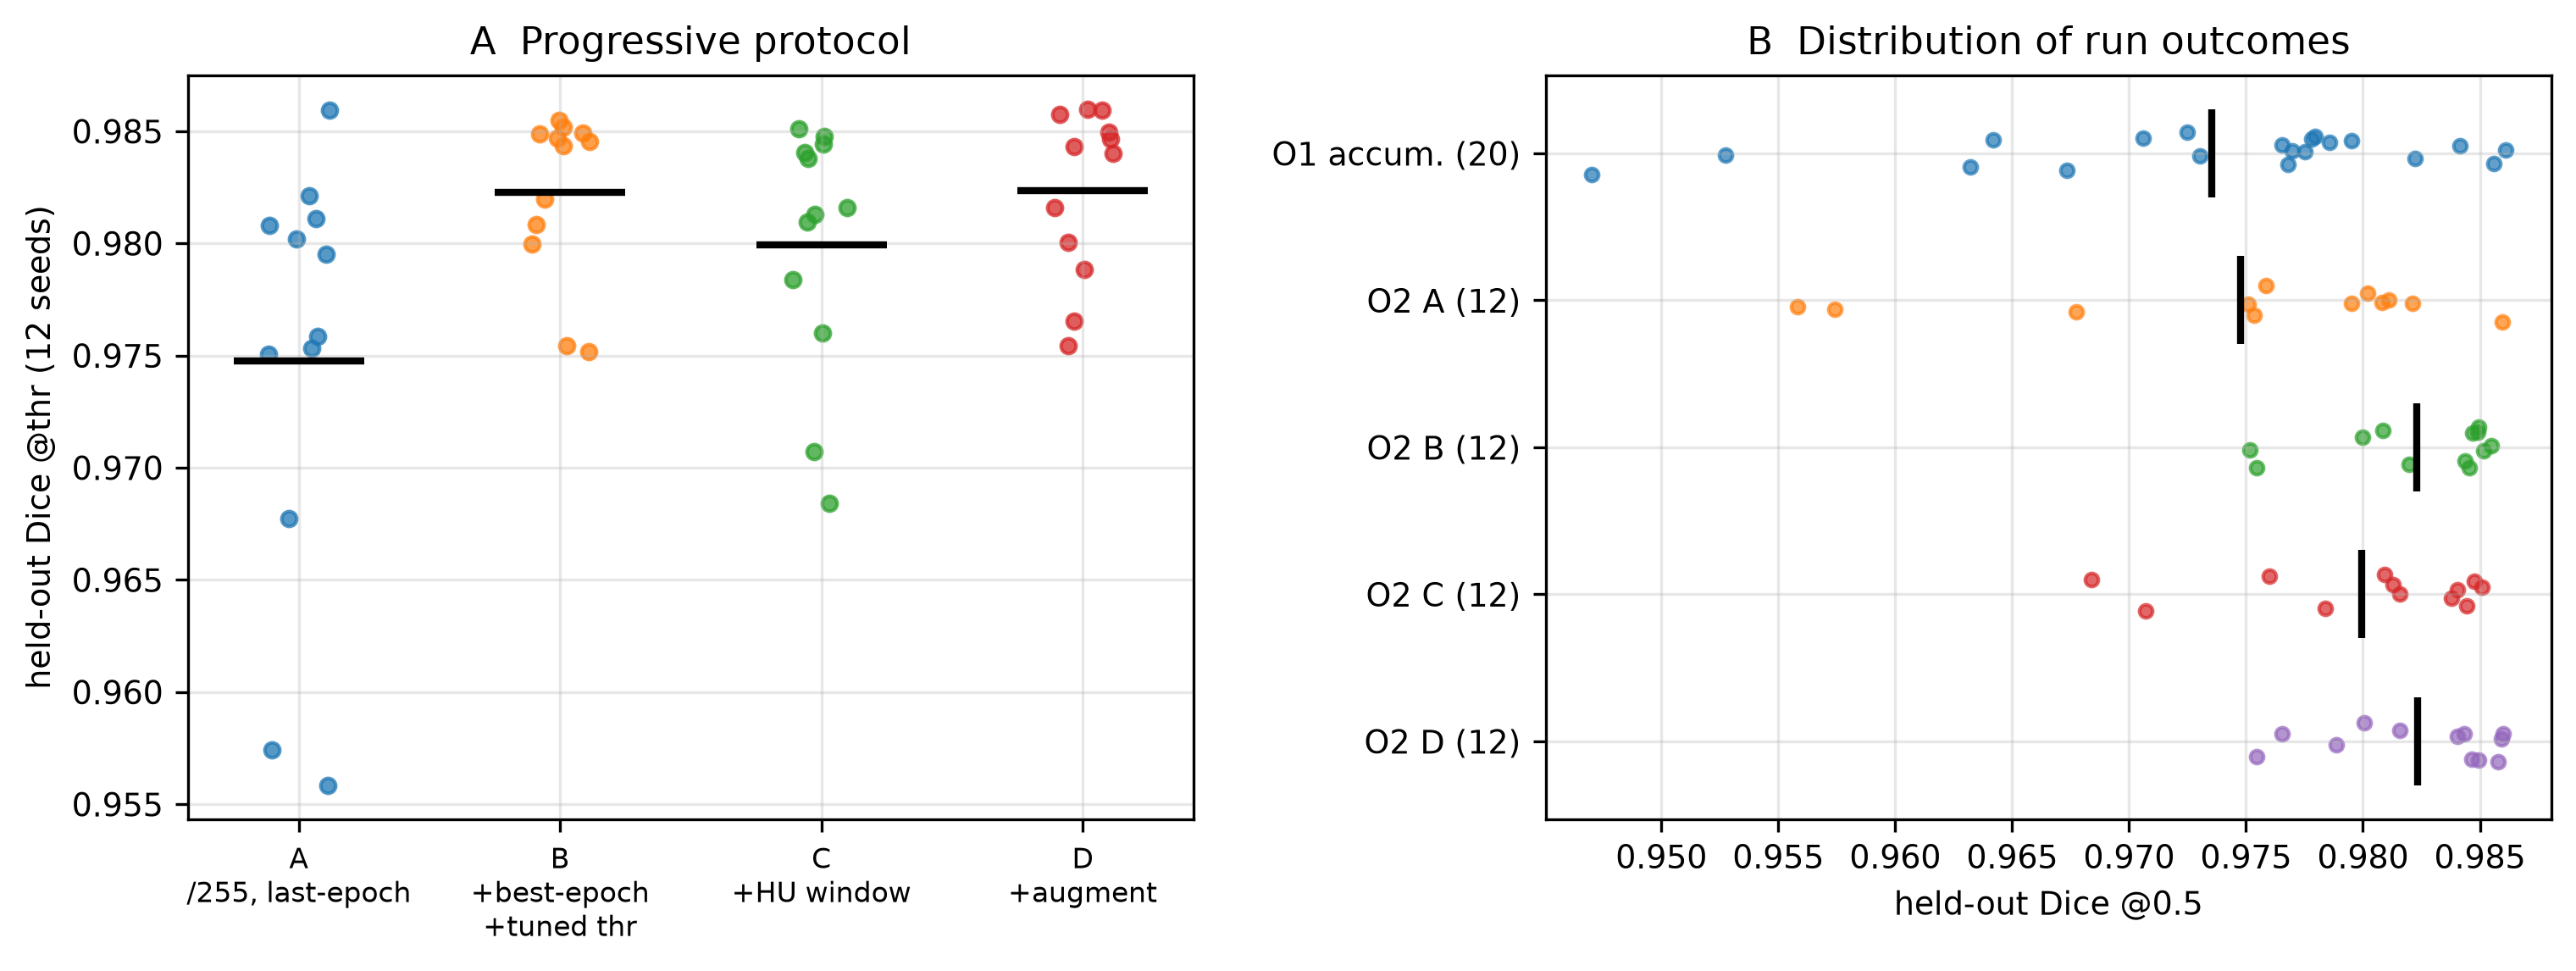 A  Progressive protocol
held-out Dice @thr (12 seeds)
0.985
0.980
0.975
0.970
0.965
0.960
0.955
A
/255, last-epoch
B
+best-epoch
+tuned thr
C
+HU window
D
+augment
B  Distribution of run outcomes
O1 accum. (20)
O2 A (12)
O2 B (12)
O2 C (12)
O2 D (12)
0.950 0.955 0.960 0.965 0.970 0.975 0.980 0.985
held-out Dice @0.5